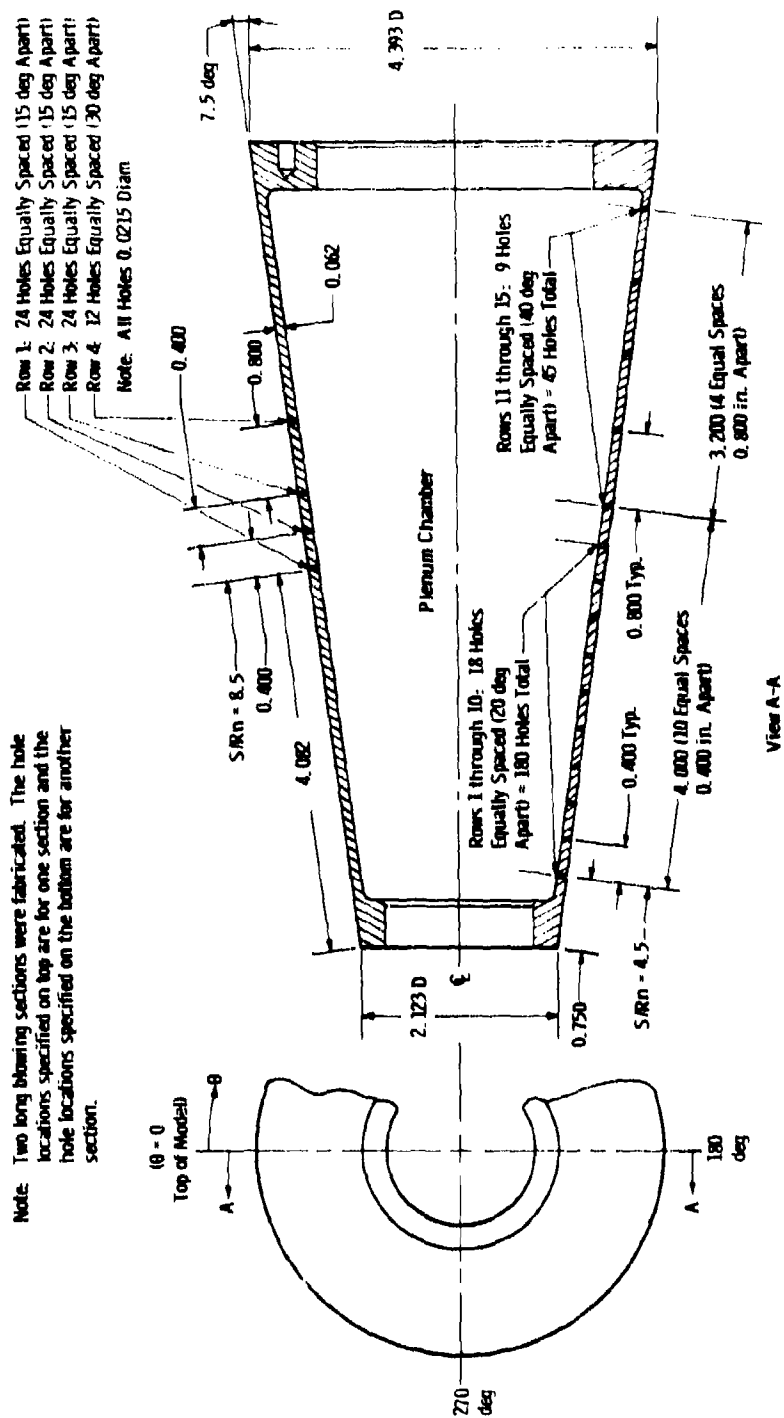 Note: Two long blowing sections were fabricated. The hole
locations specified on top are for one section and the
hole locations specified on the bottom are for another
section.
Row 1: 24 Holes Equally Spaced (15 deg Apart)
Row 2: 24 Holes Equally Spaced (15 deg Apart)
Row 3: 24 Holes Equally Spaced (15 deg Apart)
Row 4: 12 Holes Equally Spaced (30 deg Apart)
Note: All Holes 0.0215 Diam
7.5 deg
4.393 D
0.400
0.800
0.062
S/Rn = 8.5
0.400
4.082
Plenum Chamber
2.123 D
℄
0.750
S/Rn = 4.5
Rows 1 through 10: 18 Holes
Equally Spaced (20 deg
Apart) = 180 Holes Total
Rows 11 through 15: 9 Holes
Equally Spaced (40 deg
Apart) = 45 Holes Total
0.400 Typ.
0.800 Typ.
4.000 (10 Equal Spaces
0.400 in. Apart)
3.200 (4 Equal Spaces
0.800 in. Apart)
View A-A
(θ = 0
Top of Model)
θ
A
A
180
deg
270
deg